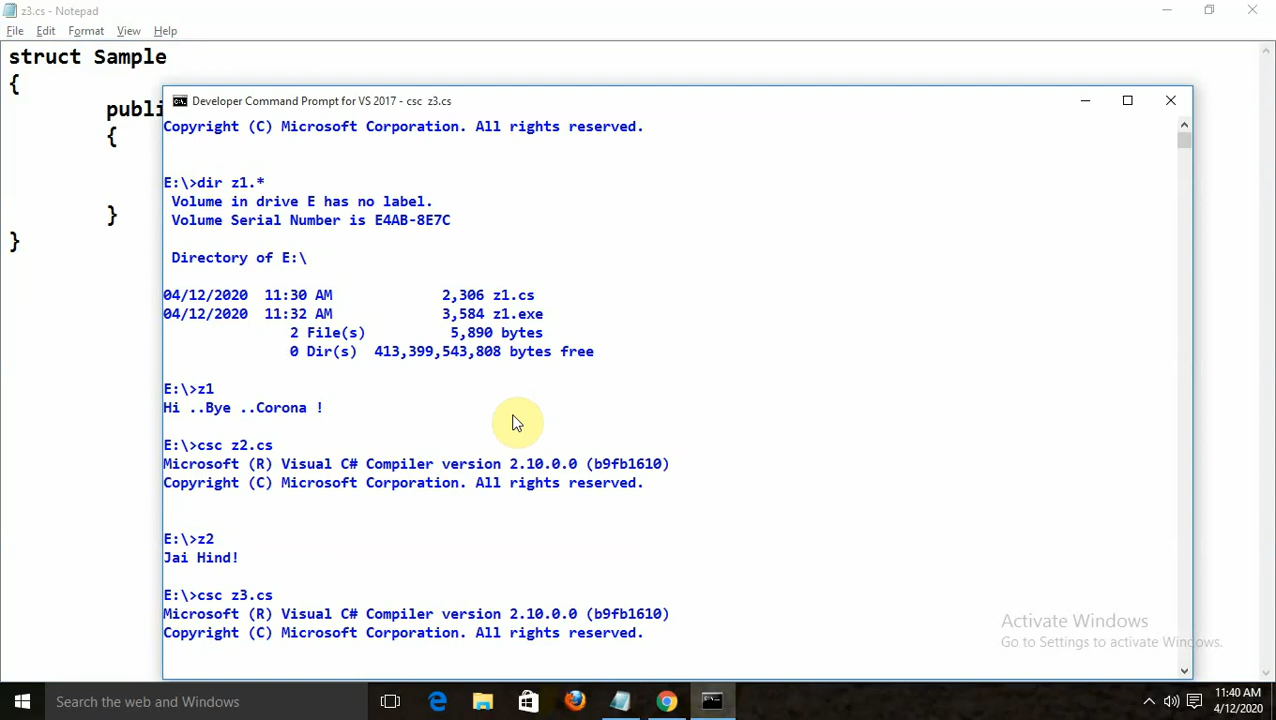 z3.cs - Notepad
File Edit Format View Help
struct Sample
{
publi
{
}
}
Developer Command Prompt for VS 2017 - csc z3.cs
Copyright (C) Microsoft Corporation. All rights reserved.
E:\>dir z1.*
Volume in drive E has no label.
Volume Serial Number is E4AB-8E7C
Directory of E:\
04/12/2020 11:30 AM 2,306 z1.cs
04/12/2020 11:32 AM 3,584 z1.exe
2 File(s) 5,890 bytes
0 Dir(s) 413,399,543,808 bytes free
E:\>z1
Hi ..Bye ..Corona !
E:\>csc z2.cs
Microsoft (R) Visual C# Compiler version 2.10.0.0 (b9fb1610)
Copyright (C) Microsoft Corporation. All rights reserved.
E:\>z2
Jai Hind!
E:\>csc z3.cs
Microsoft (R) Visual C# Compiler version 2.10.0.0 (b9fb1610)
Copyright (C) Microsoft Corporation. All rights reserved.
Activate Windows
Go to Settings to activate Windows.
Search the web and Windows
11:40 AM
4/12/2020